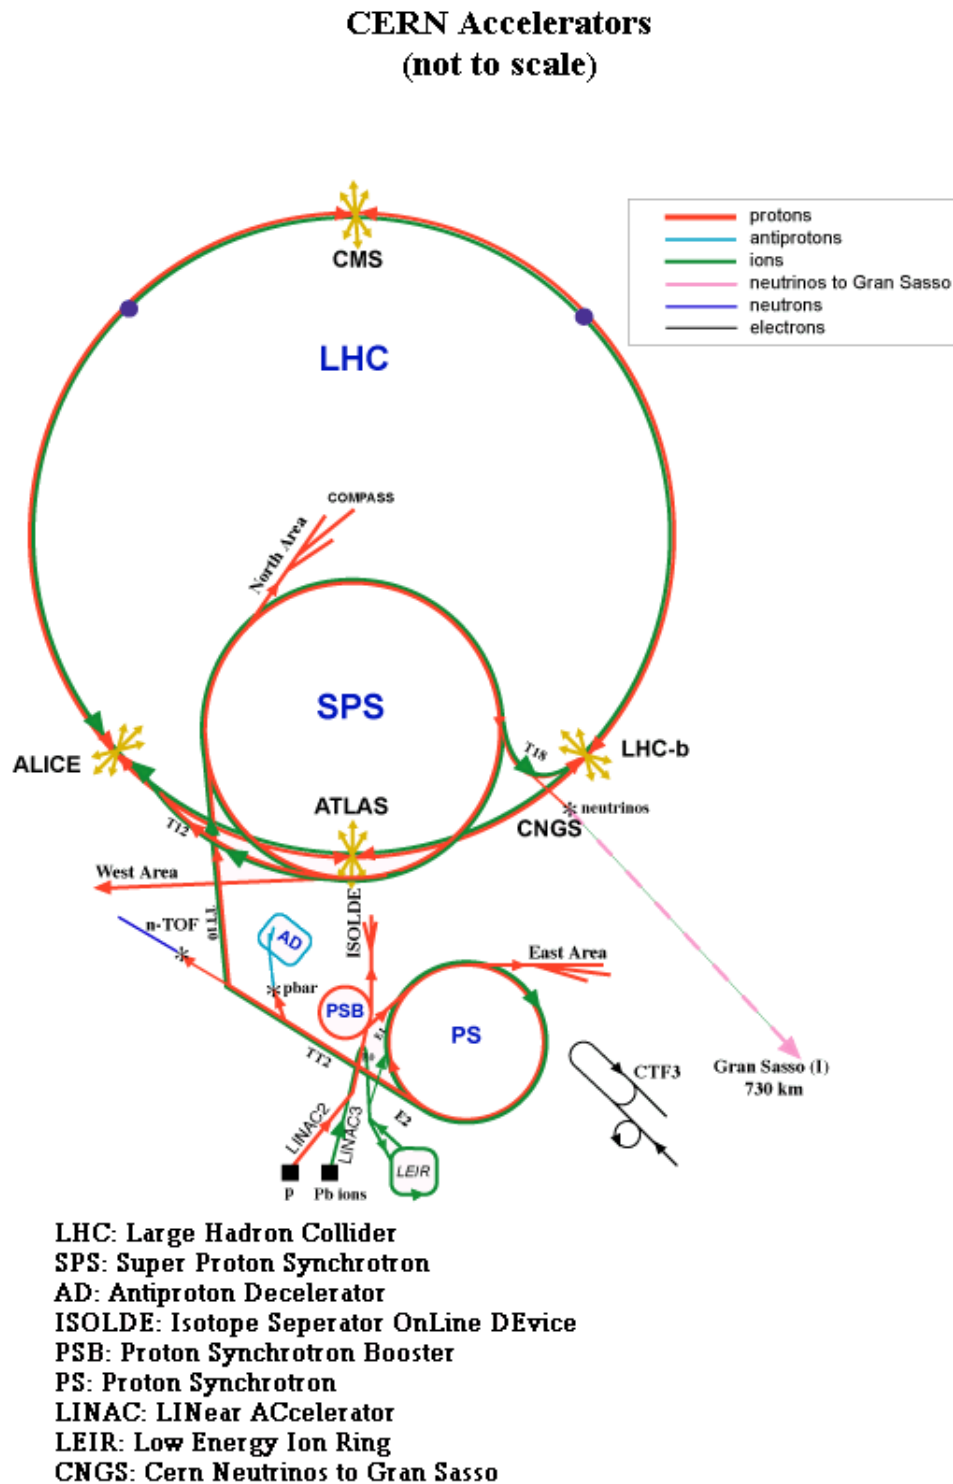 CERN Accelerators
(not to scale)
protons
antiprotons
ions
neutrinos to Gran Sasso
neutrons
electrons
CMS
LHC
COMPASS
North Area
SPS
ALICE
T18
LHC-b
ATLAS
neutrinos
CNGS
T12
West Area
TT10
ISOLDE
n-TOF
AD
East Area
pbar
PSB
PS
E1
TT2
CTF3
Gran Sasso (I)
730 km
E2
LINAC2
LINAC3
LEIR
P
Pb ions
LHC: Large Hadron Collider
SPS: Super Proton Synchrotron
AD: Antiproton Decelerator
ISOLDE: Isotope Seperator OnLine DEvice
PSB: Proton Synchrotron Booster
PS: Proton Synchrotron
LINAC: LINear ACcelerator
LEIR: Low Energy Ion Ring
CNGS: Cern Neutrinos to Gran Sasso